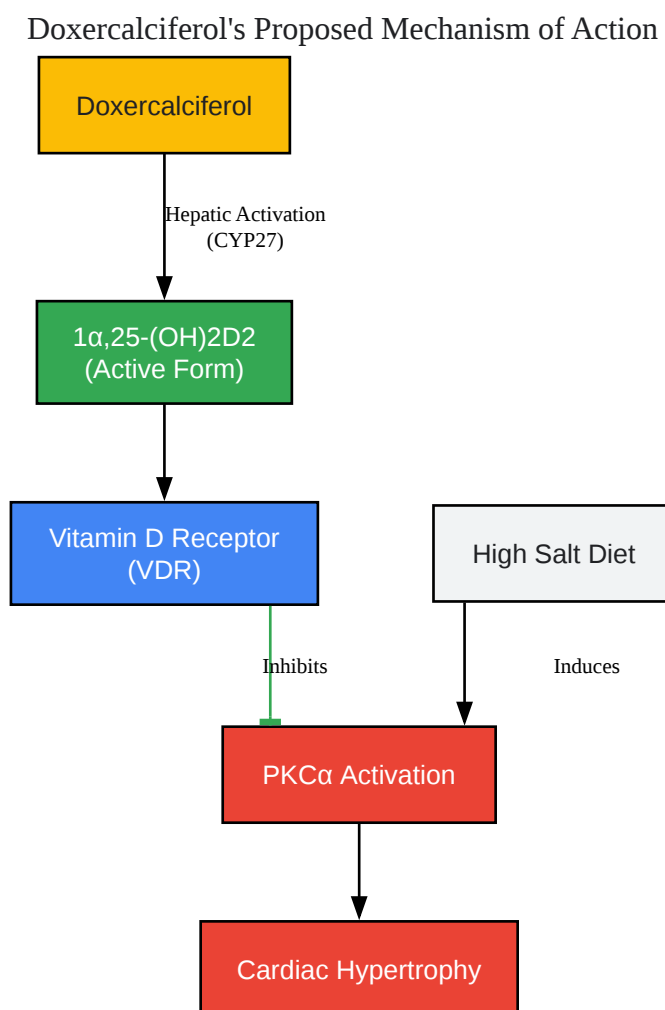 Doxercalciferol's Proposed Mechanism of Action
Doxercalciferol
Hepatic Activation
(CYP27)
1α,25-(OH)2D2
(Active Form)
Vitamin D Receptor
(VDR)
High Salt Diet
Inhibits
Induces
PKCα Activation
Cardiac Hypertrophy